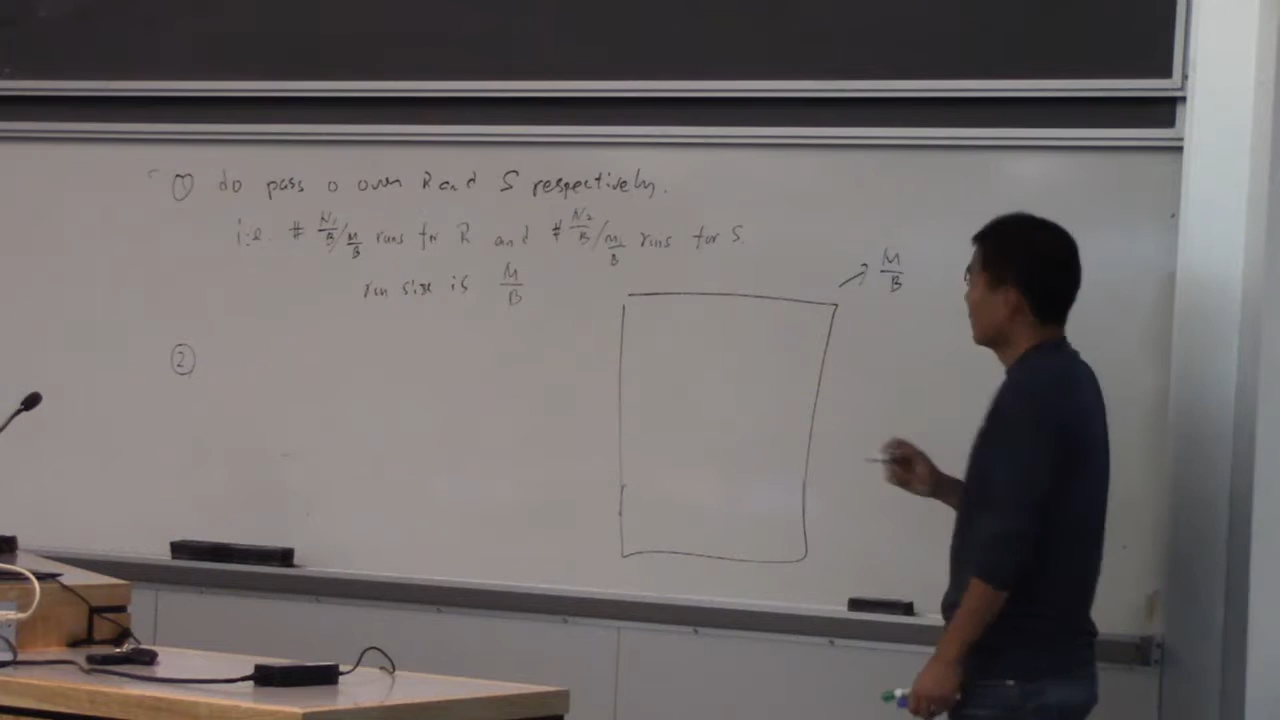 ① do pass 0 over R and S respectively.
i.e. # N1/B / M/B runs for R and # N2/B / M/B runs for S.
run size is M/B
M/B
②